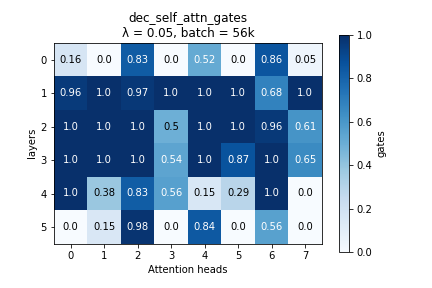 dec_self_attn_gates
λ = 0.05, batch = 56k
0 0.16 0.0 0.83 0.0 0.52 0.0 0.86 0.05
1 0.96 1.0 0.97 1.0 1.0 1.0 0.68 1.0
2 1.0 1.0 1.0 0.5 1.0 1.0 0.96 0.61
3 1.0 1.0 1.0 0.54 1.0 0.87 1.0 0.65
4 1.0 0.38 0.83 0.56 0.15 0.29 1.0 0.0
5 0.0 0.15 0.98 0.0 0.84 0.0 0.56 0.0
0 1 2 3 4 5 6 7
Attention heads
layers
1.0
0.8
0.6
0.4
0.2
0.0
gates